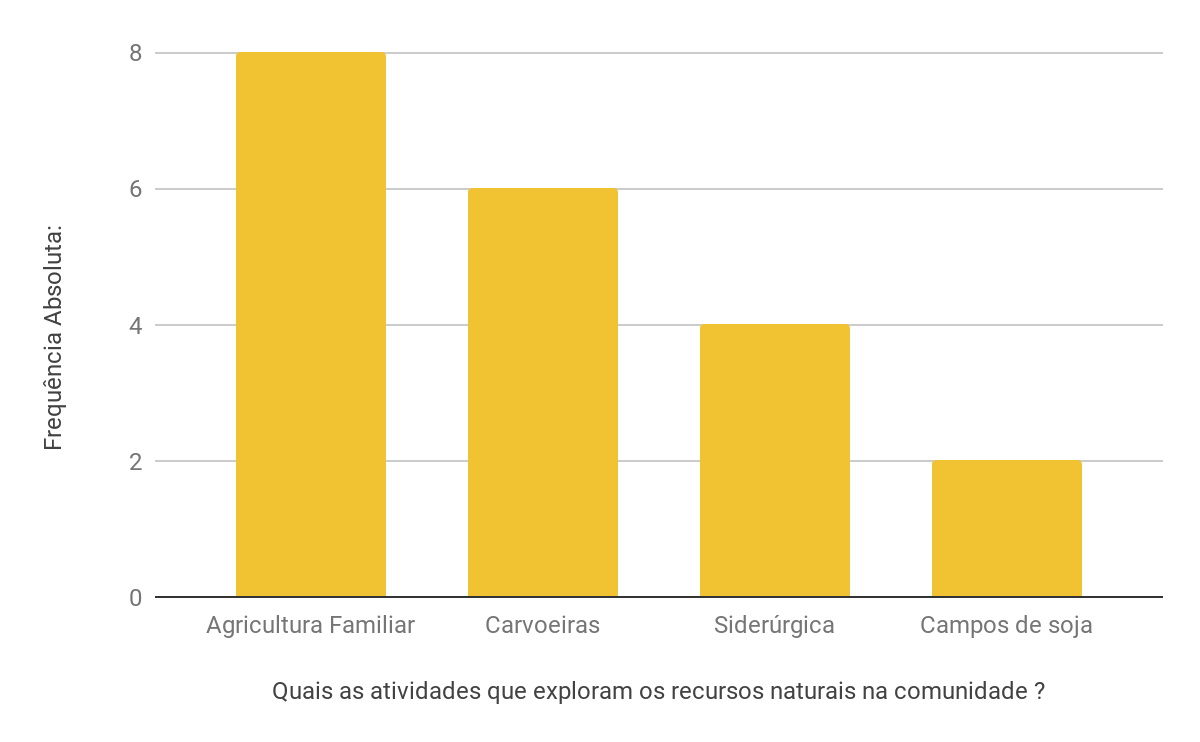 8
6
4
2
0
Frequência Absoluta:
Agricultura Familiar
Carvoeiras
Siderúrgica
Campos de soja
Quais as atividades que exploram os recursos naturais na comunidade ?